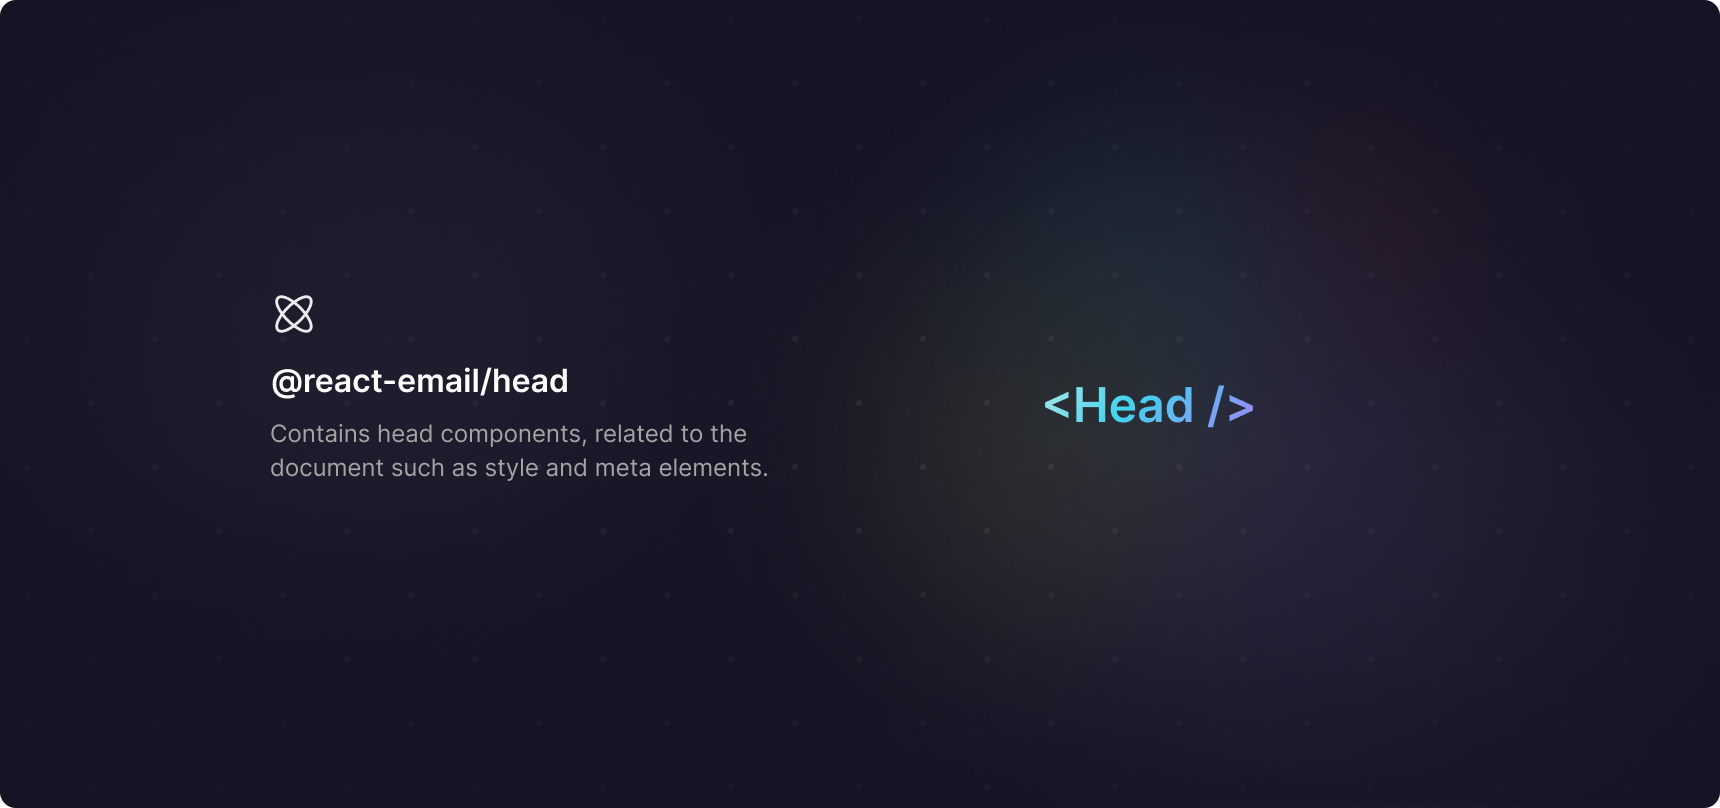 @react-email/head
Contains head components, related to the
document such as style and meta elements.
<Head />